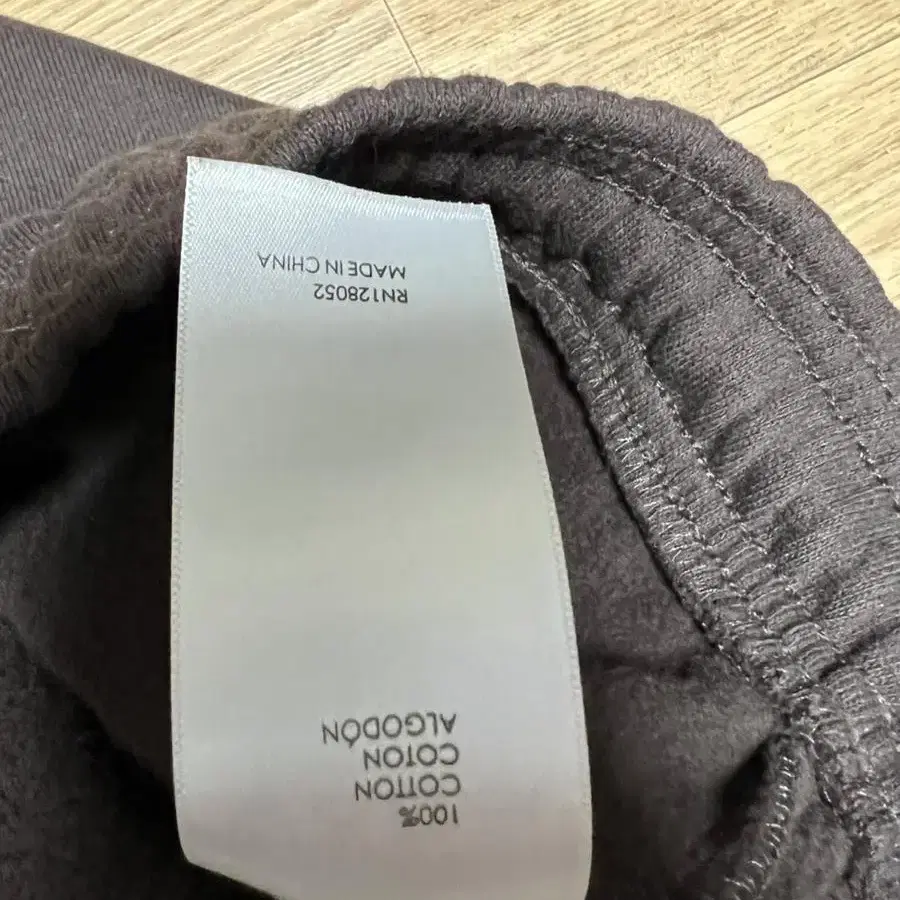 100%
COTTON
COTON
ALGODÓN
RN128052
MADE IN CHINA